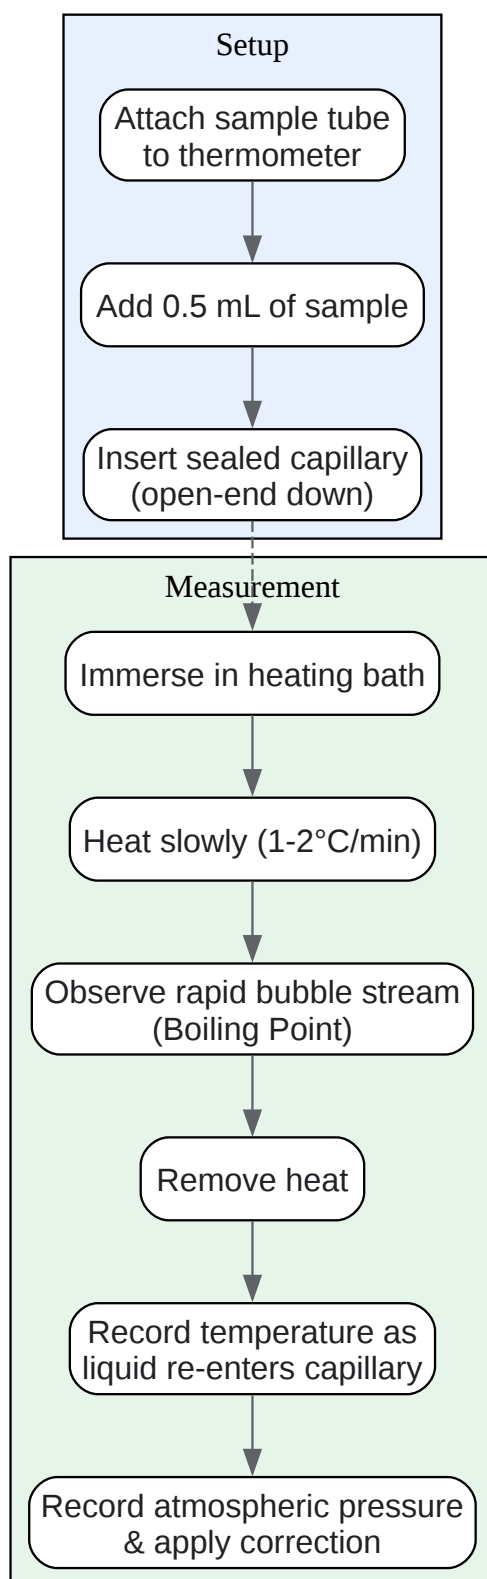 Setup
Attach sample tube
to thermometer
Add 0.5 mL of sample
Insert sealed capillary
(open-end down)
Measurement
Immerse in heating bath
Heat slowly (1-2°C/min)
Observe rapid bubble stream
(Boiling Point)
Remove heat
Record temperature as
liquid re-enters capillary
Record atmospheric pressure
& apply correction